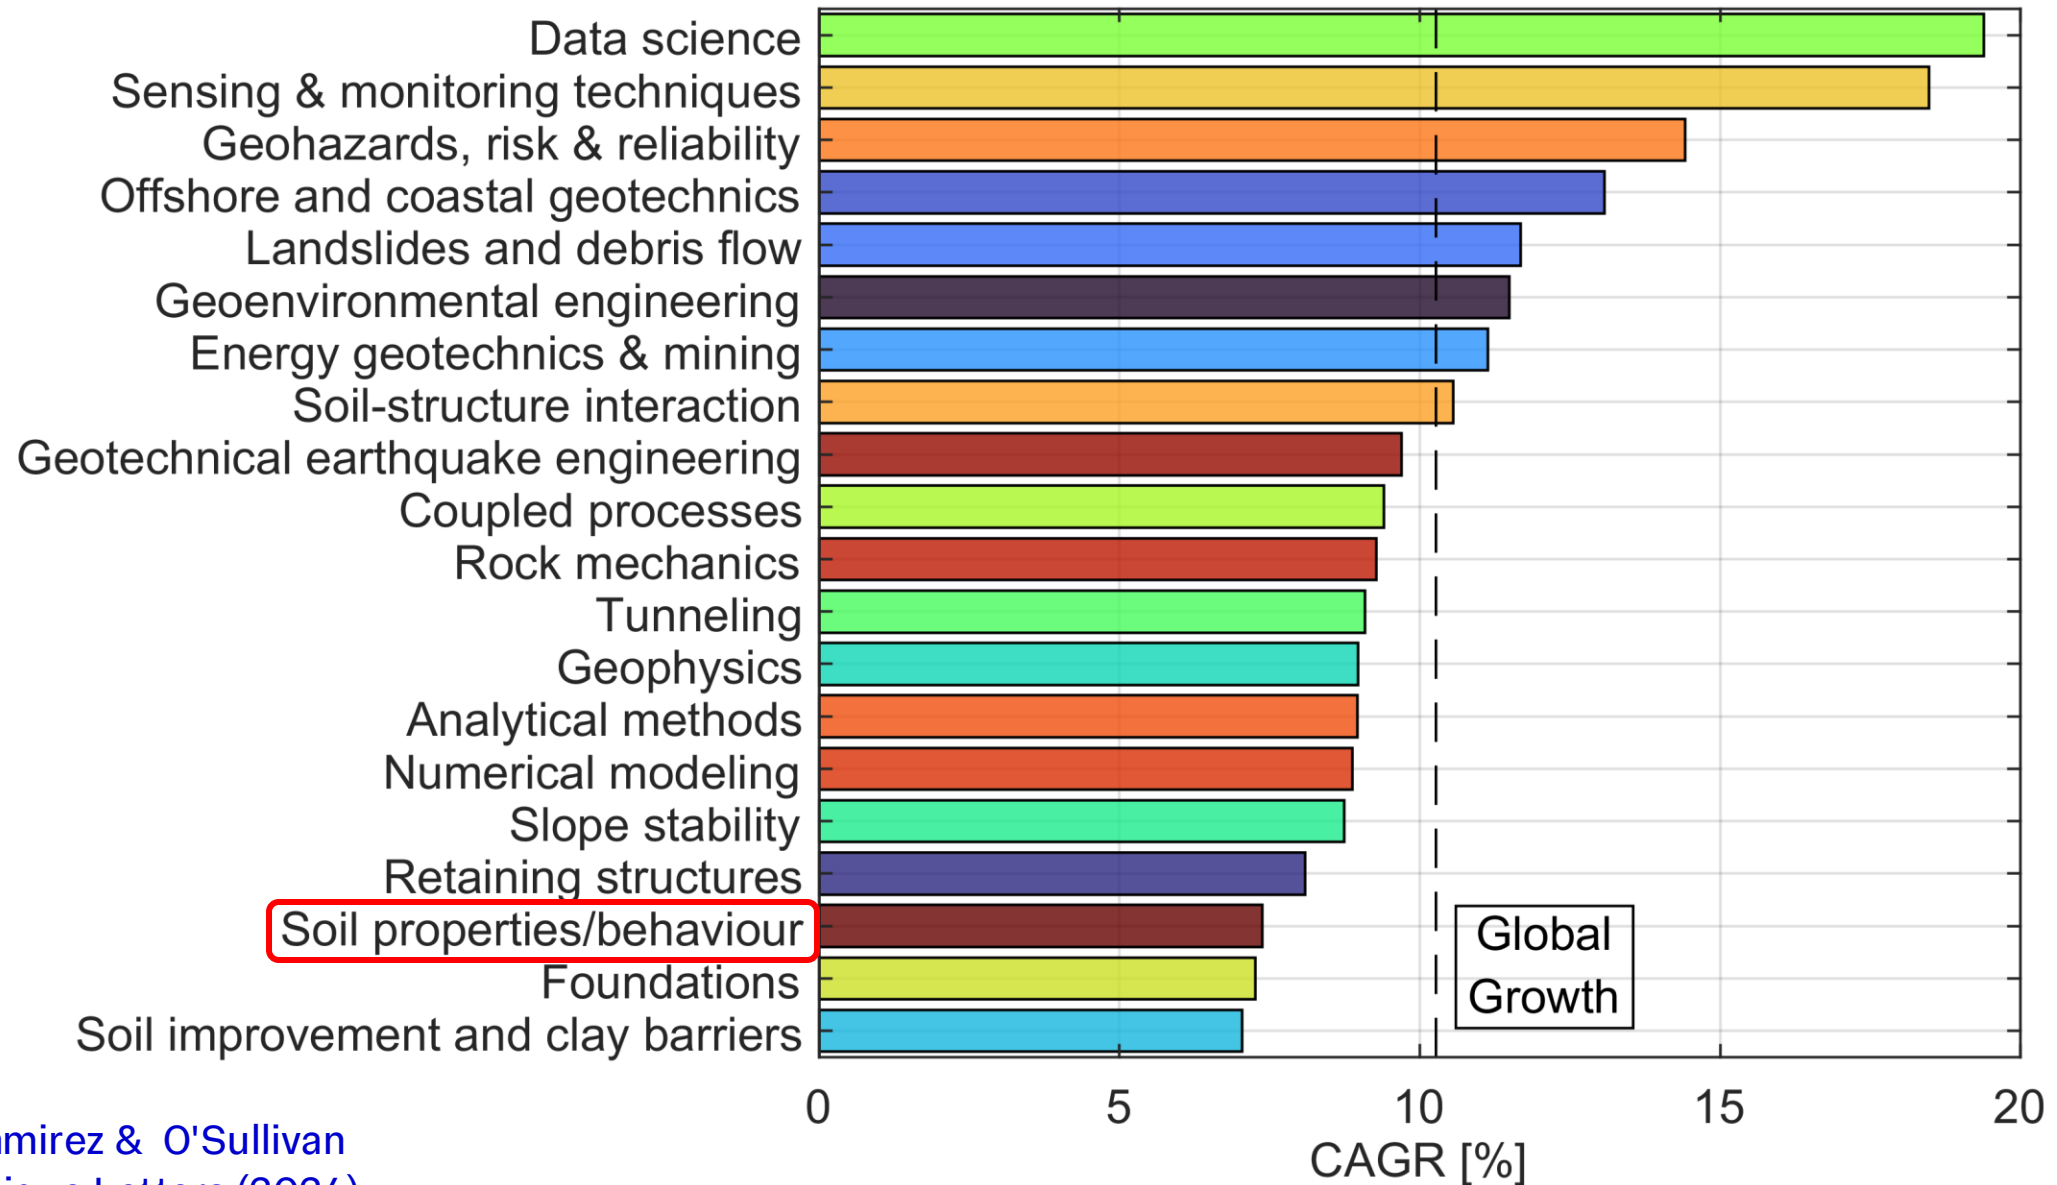 Data science
Sensing & monitoring techniques
Geohazards, risk & reliability
Offshore and coastal geotechnics
Landslides and debris flow
Geoenvironmental engineering
Energy geotechnics & mining
Soil-structure interaction
Geotechnical earthquake engineering
Coupled processes
Rock mechanics
Tunneling
Geophysics
Analytical methods
Numerical modeling
Slope stability
Retaining structures
Soil properties/behaviour
Foundations
Soil improvement and clay barriers
Global
Growth
0 5 10 15 20
CAGR [%]
& O'Sullivan
Letters